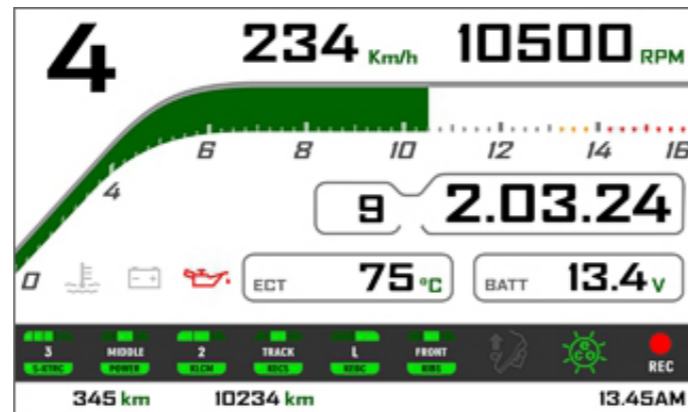 4 234 Km/h 10500 RPM
0 4 6 8 10 12 14 16
9 2.03.24
ECT 75 °C BATT 13.4 V
3 MIDDLE 2 TRACK L FRONT
S-KTRC POWER KLCM KECS KEBC KIBS eco REC
345 km 10234 km 13.45AM